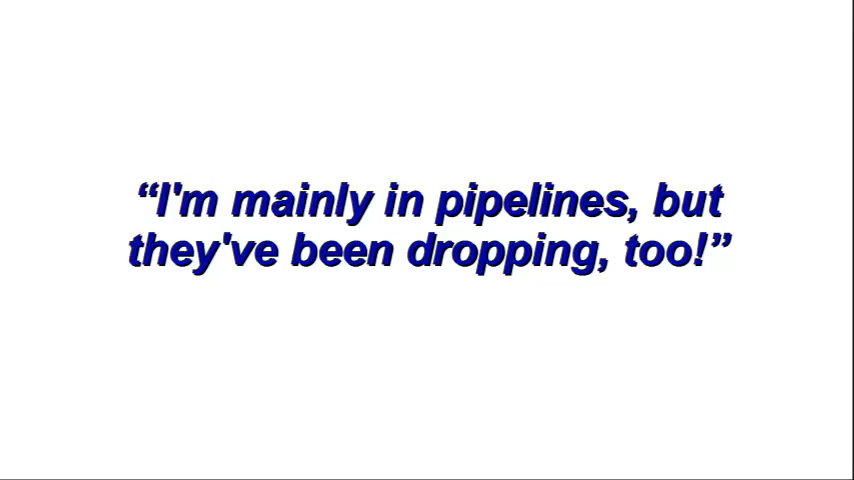 “I'm mainly in pipelines, but
they've been dropping, too!”